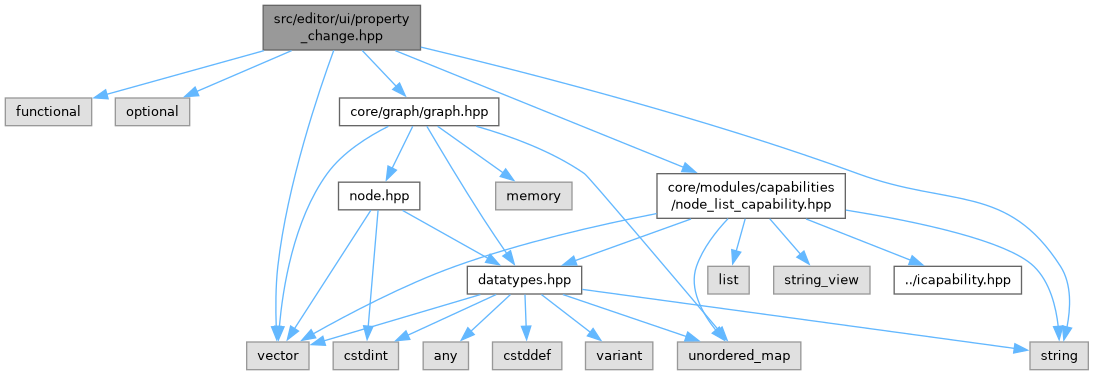 src/editor/ui/property
_change.hpp
functional
optional
core/graph/graph.hpp
node.hpp
memory
core/modules/capabilities
/node_list_capability.hpp
datatypes.hpp
list
string_view
../icapability.hpp
vector
cstdint
any
cstddef
variant
unordered_map
string